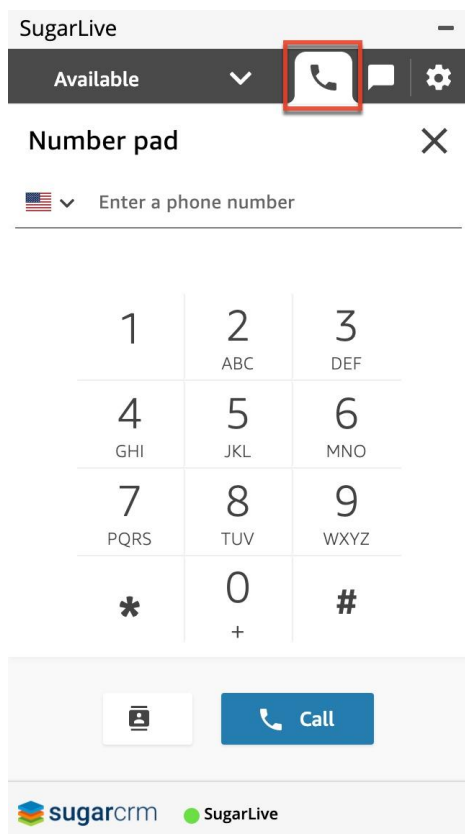 SugarLive
Available
Number pad
Enter a phone number
1 2 3
ABC DEF
4 5 6
GHI JKL MNO
7 8 9
PQRS TUV WXYZ
* 0 #
+
Call
sugarcrm SugarLive